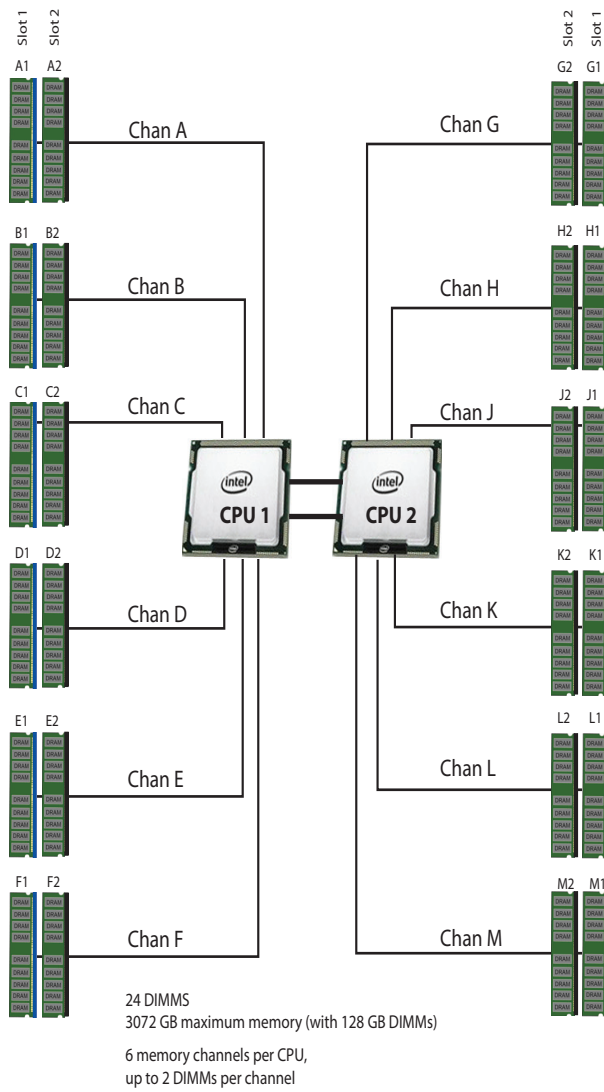 Slot 1
Slot 2
Slot 2
Slot 1
A1 A2
G2 G1
Chan A
Chan G
B1 B2
H2 H1
Chan B
Chan H
C1 C2
J2 J1
Chan C
Chan J
intel
CPU 1
intel
CPU 2
D1 D2
K2 K1
Chan D
Chan K
E1 E2
L2 L1
Chan E
Chan L
F1 F2
M2 M1
Chan F
Chan M
24 DIMMS
3072 GB maximum memory (with 128 GB DIMMs)
6 memory channels per CPU,
up to 2 DIMMs per channel